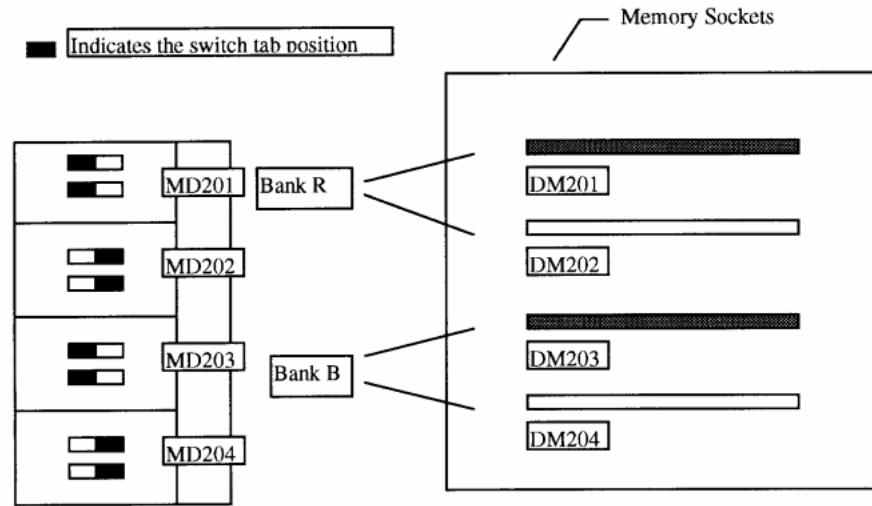 Memory Sockets
Indicates the switch tab position
MD201
Bank R
DM201
MD202
DM202
MD203
Bank B
DM203
MD204
DM204